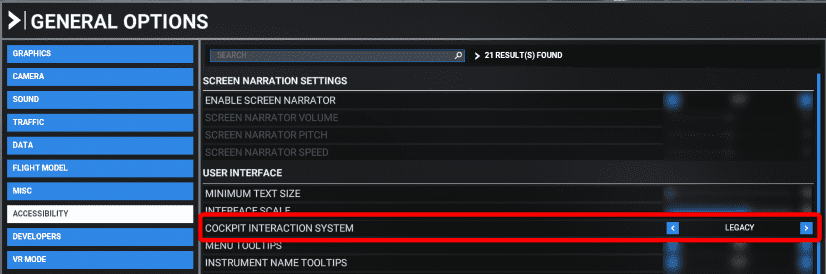 GENERAL OPTIONS
GRAPHICS
CAMERA
SOUND
TRAFFIC
DATA
FLIGHT MODEL
MISC
ACCESSIBILITY
DEVELOPERS
VR MODE
SEARCH
21 RESULT(S) FOUND
SCREEN NARRATION SETTINGS
ENABLE SCREEN NARRATOR
SCREEN NARRATOR VOLUME
SCREEN NARRATOR PITCH
SCREEN NARRATOR SPEED
USER INTERFACE
MINIMUM TEXT SIZE
INTERFACE SCALE
COCKPIT INTERACTION SYSTEM LEGACY
MENU TOOLTIPS
INSTRUMENT NAME TOOLTIPS